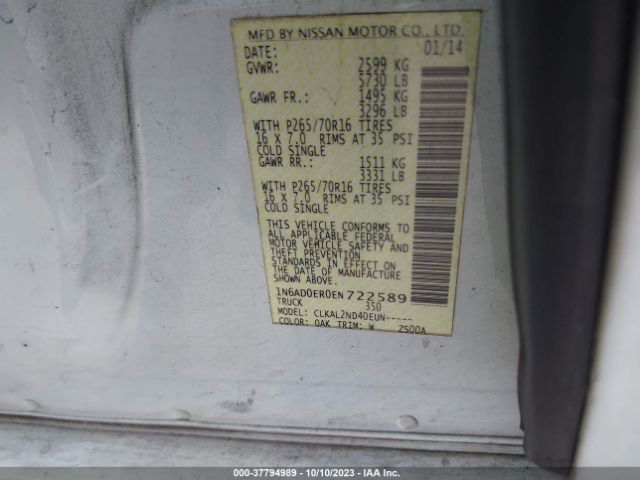 MFD BY NISSAN MOTOR CO., LTD.
DATE: 01/14
GVWR: 2599 KG
5730 LB
GAWR FR.: 1495 KG
3296 LB
WITH P265/70R16 TIRES
16 X 7.0 RIMS AT 35 PSI
COLD SINGLE
GAWR RR.: 1511 KG
3331 LB
WITH P265/70R16 TIRES
16 X 7.0 RIMS AT 35 PSI
COLD SINGLE
THIS VEHICLE CONFORMS TO
ALL APPLICABLE FEDERAL
MOTOR VEHICLE SAFETY AND
THEFT PREVENTION
STANDARDS IN EFFECT ON
THE DATE OF MANUFACTURE
SHOWN ABOVE.
1N6AD0ER0EN722589
TRUCK 350
MODEL: CLKAL2ND40EUN-----
COLOR: QAK TRIM: W ZS00A
000-37794989 - 10/10/2023 - IAA Inc.